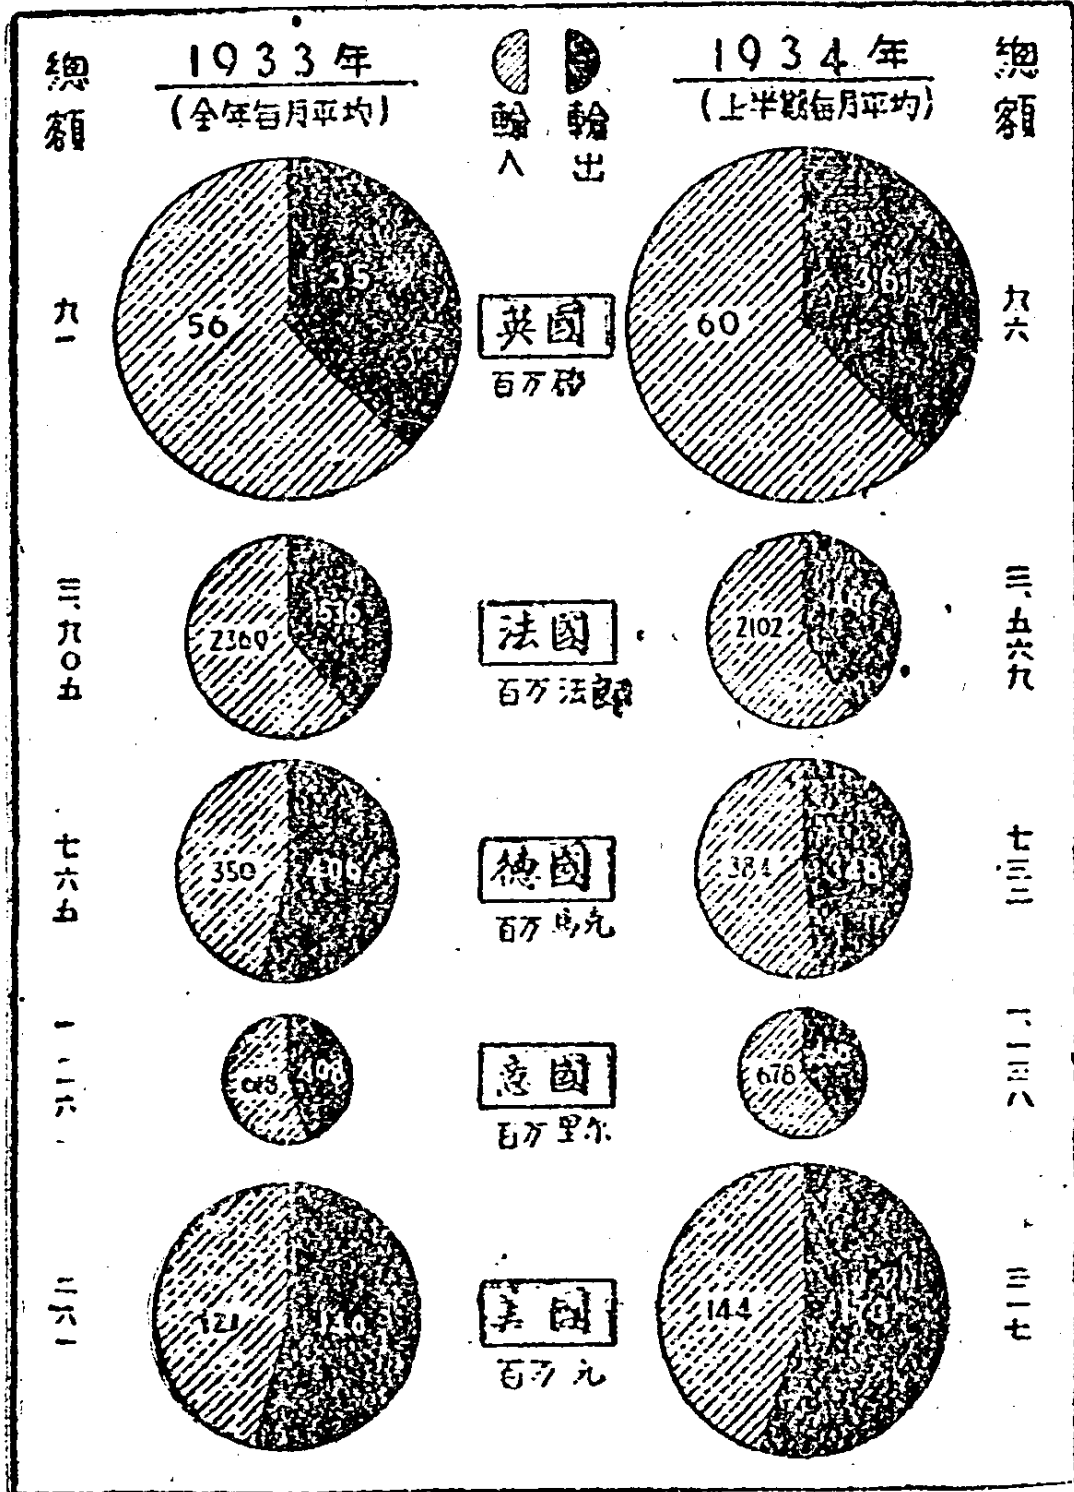 總額
1933年
(全年每月平均)
輸入
輸出
1934年
(上半期每月平均)
總額
九一
56
35
英國
百万磅
60
36
九六
三、九〇五
2360
法國
百万法郎
2102
三、五六九
七六五
350
406
德國
百万馬克
384
348
七三二
意國
百万里尔
678
一、一三八
二六一
121
140
美國
百万元
144
三一七